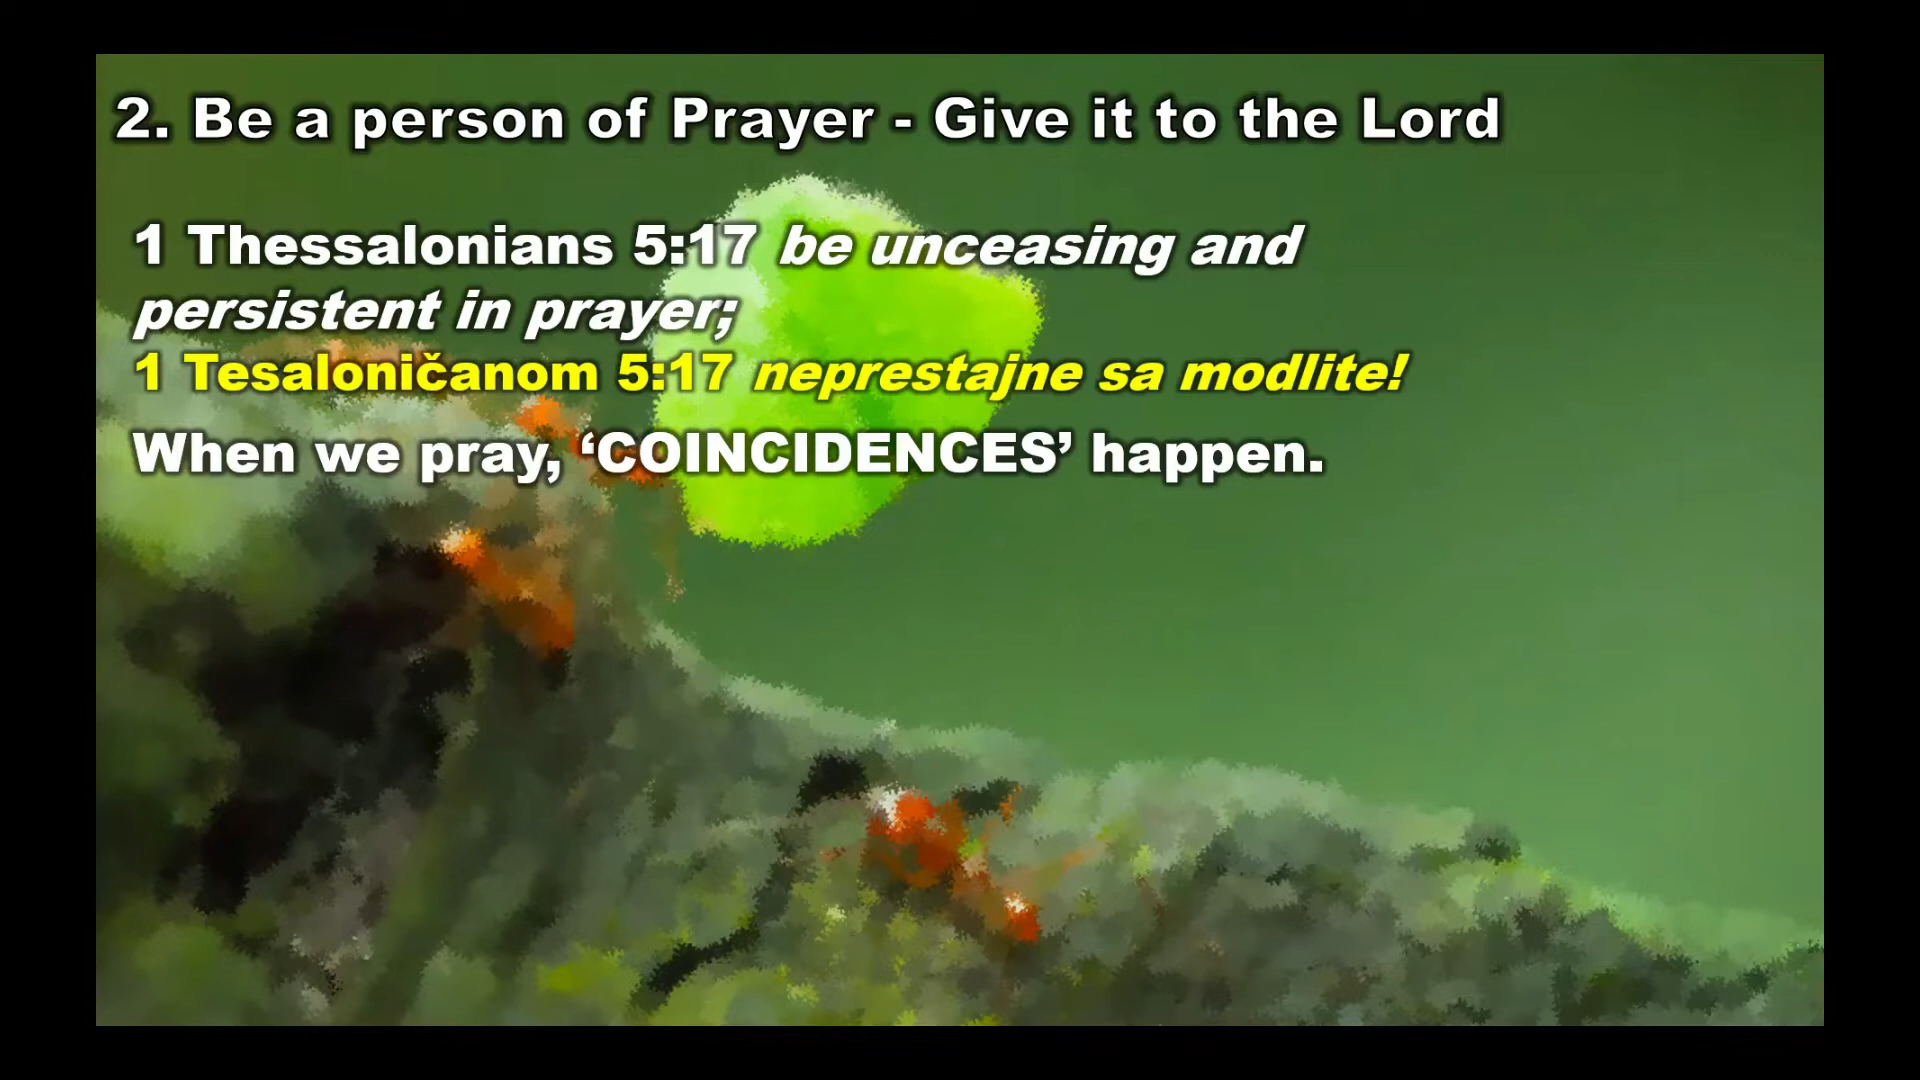 2. Be a person of Prayer - Give it to the Lord
1 Thessalonians 5:17 be unceasing and
persistent in prayer;
1 Tesaloničanom 5:17 neprestajne sa modlite!
When we pray, ‘COINCIDENCES’ happen.